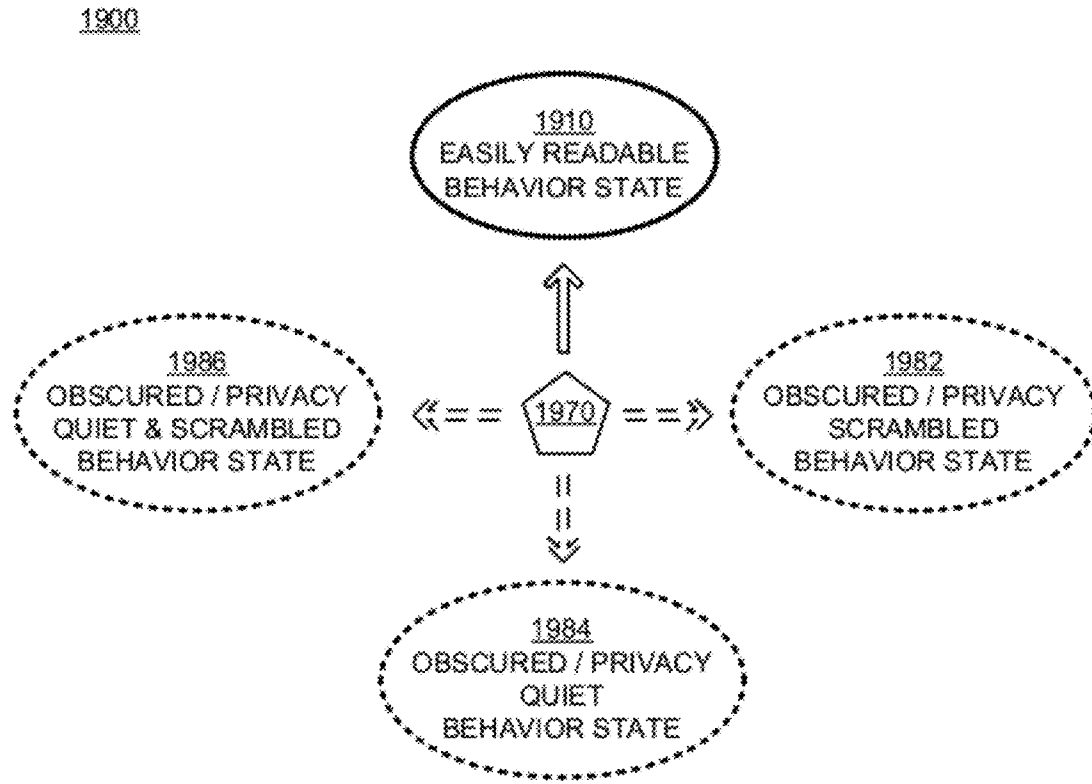 1900
1910
EASILY READABLE
BEHAVIOR STATE
1986
OBSCURED / PRIVACY
QUIET & SCRAMBLED
BEHAVIOR STATE
1970
1982
OBSCURED / PRIVACY
SCRAMBLED
BEHAVIOR STATE
1984
OBSCURED / PRIVACY
QUIET
BEHAVIOR STATE